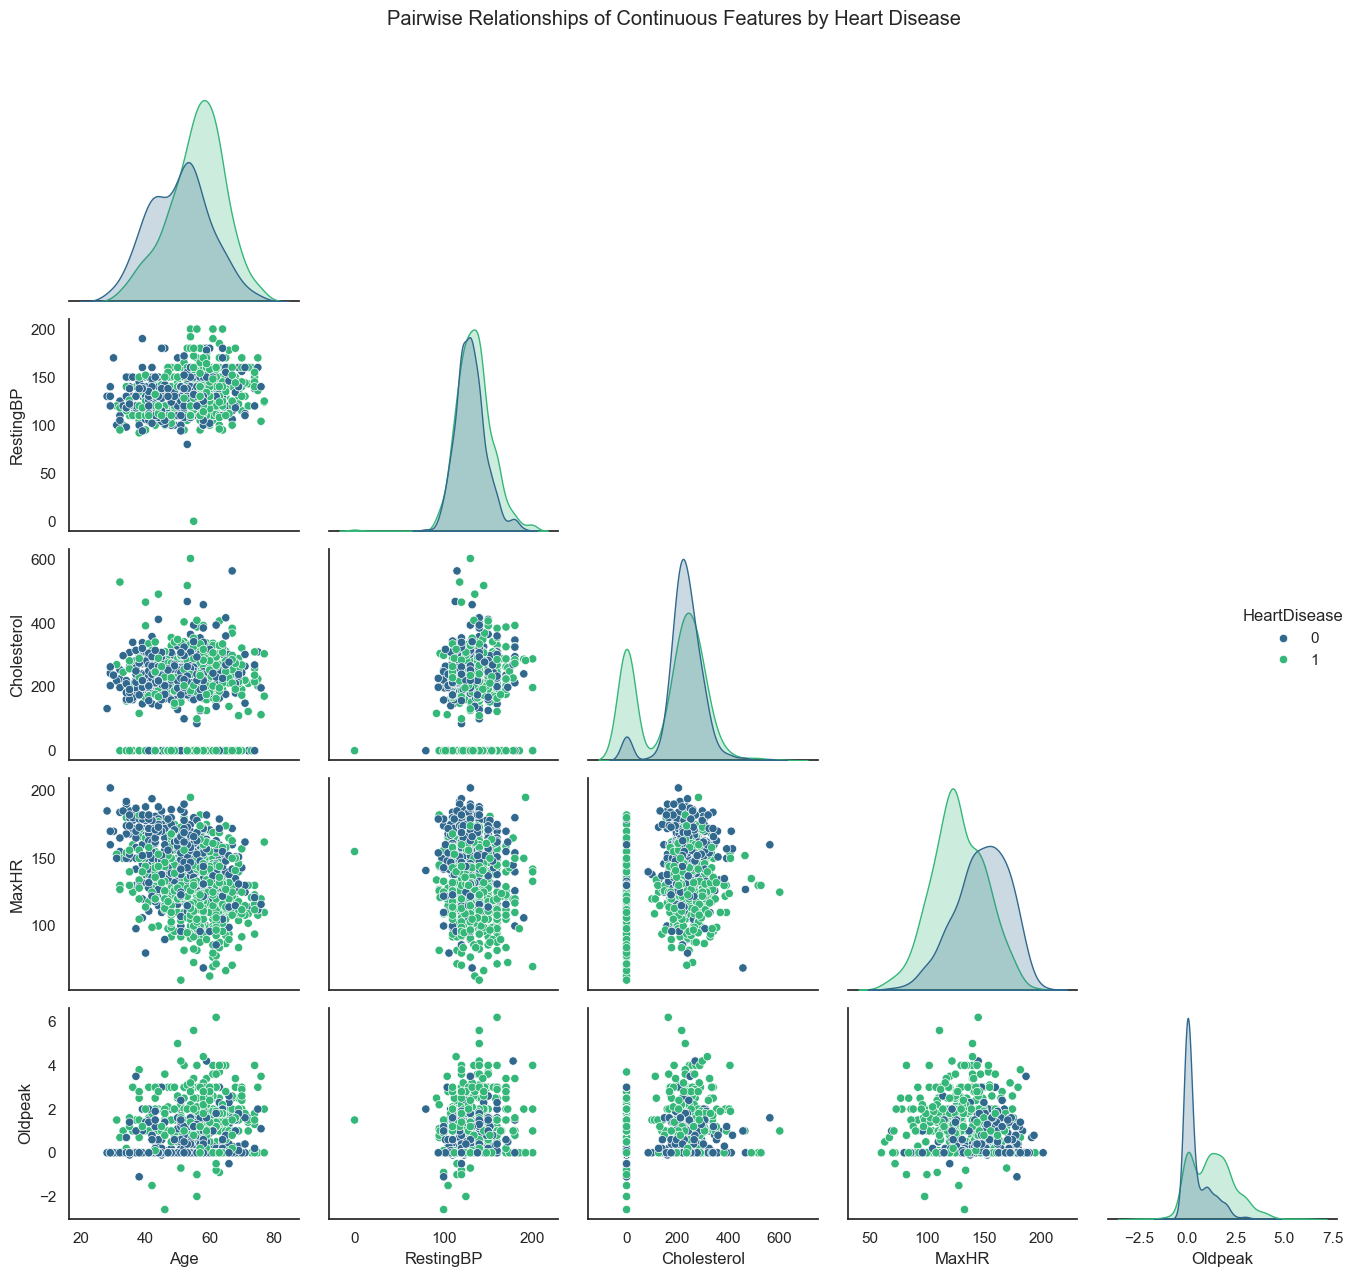 Pairwise Relationships of Continuous Features by Heart Disease
200
150
100
50
0
RestingBP
600
400
200
0
Cholesterol
HeartDisease
0
1
200
150
100
MaxHR
6
4
2
0
−2
Oldpeak
20 40 60 80
0 100 200
0 200 400 600
50 100 150 200
−2.5 0.0 2.5 5.0 7.5
Age
RestingBP
Cholesterol
MaxHR
Oldpeak